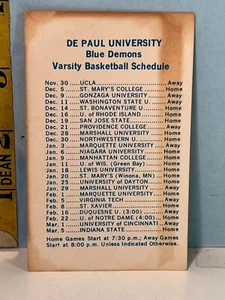 DE PAUL UNIVERSITY
Blue Demons
Varsity Basketball Schedule
Nov. 30 UCLA Away
Dec. 5 ST. MARY'S COLLEGE Home
Dec. 9 GONZAGA UNIVERSITY Away
Dec. 11 WASHINGTON STATE U. Away
Dec. 14 ST. BONAVENTURE U. Home
Dec. 16 U. of RHODE ISLAND Home
Dec. 19 SAN JOSE STATE Home
Dec. 21 PROVIDENCE COLLEGE Away
Dec. 28 MARSHALL UNIVERSITY Home
Dec. 30 NORTHWESTERN U. Home
Jan. 3 MARQUETTE UNIVERSITY Away
Jan. 6 NIAGARA UNIVERSITY Home
Jan. 9 MANHATTAN COLLEGE Home
Jan. 11 U. of WIS. (Green Bay) Home
Jan. 18 LEWIS UNIVERSITY Home
Jan. 20 ST. MARY'S (Winona, MN) Home
Jan. 25 UNIVERSITY of DAYTON Home
Jan. 29 MARSHALL UNIVERSITY Away
Feb. 1 MARQUETTE UNIVERSITY Home
Feb. 5 VIRGINIA TECH Away
Feb. 8 ST. XAVIER Home
Feb. 16 DUQUESNE U. (3:00) Away
Feb. 22 U. of NOTRE DAME (4:00) Home
Mar. 1 UNIVERSITY of CINCINNATI Away
Mar. 5 INDIANA STATE Home
Home Games Start at 7:30 p.m.; Away Games
Start at 8:00 p.m. Unless Indicated Otherwise.
DEAN